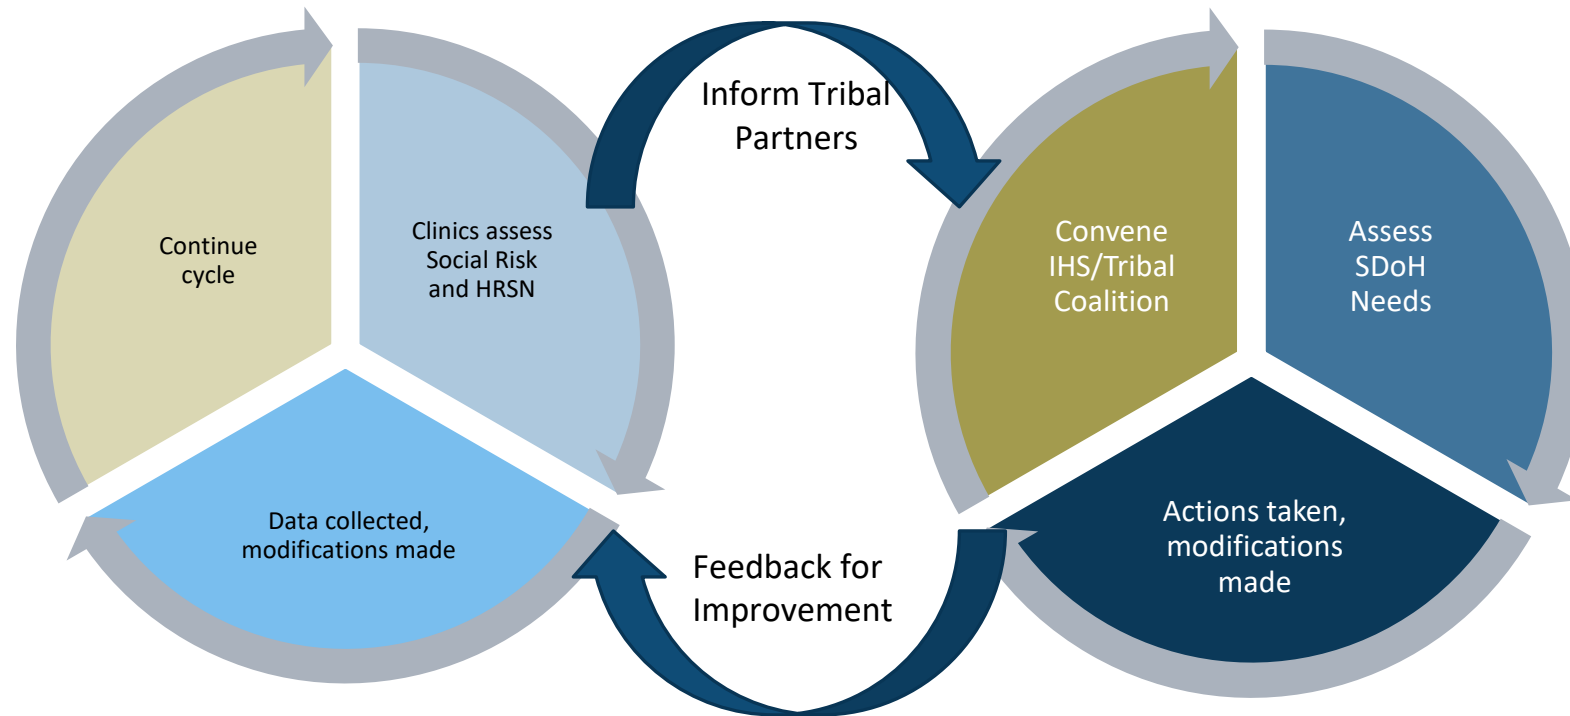 Continue
cycle
Clinics assess
Social Risk
and HRSN
Data collected,
modifications made
Inform Tribal
Partners
Feedback for
Improvement
Convene
IHS/Tribal
Coalition
Assess
SDoH
Needs
Actions taken,
modifications
made